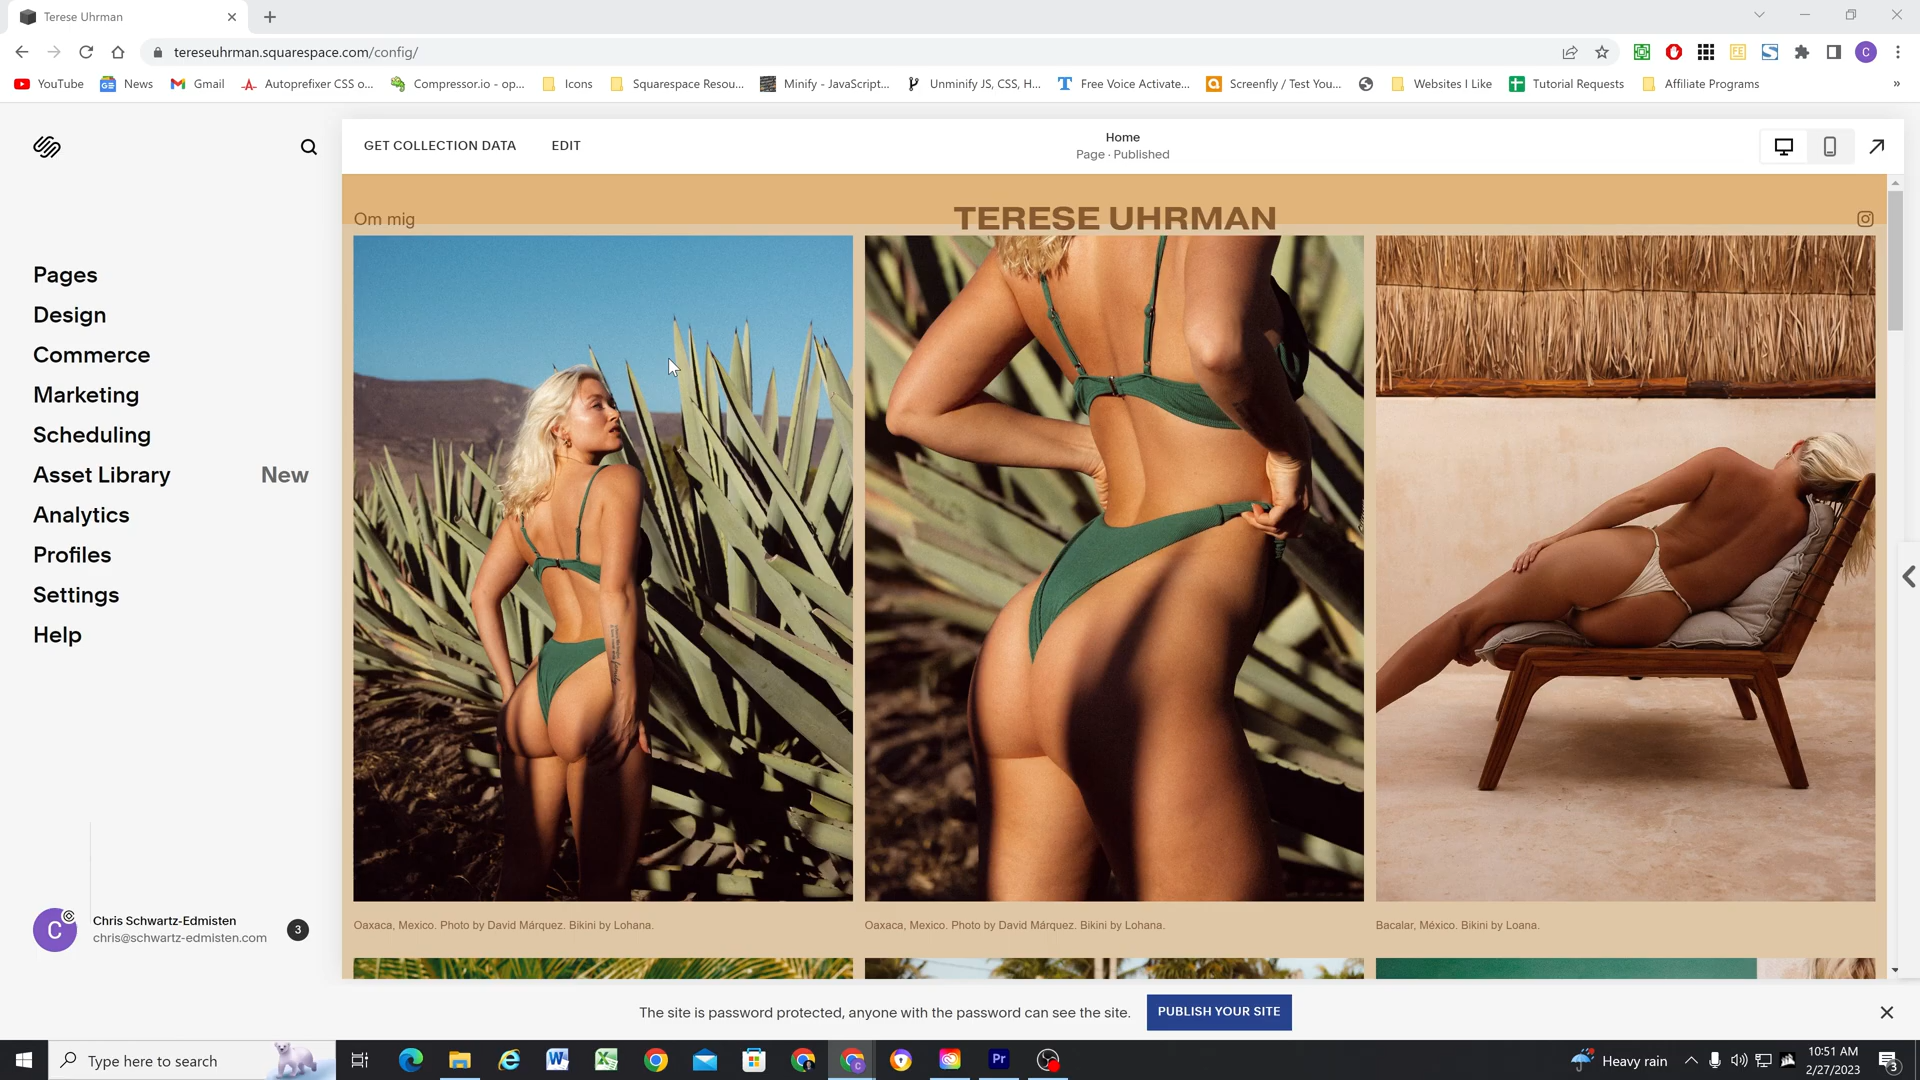 Terese Uhrman
tereseuhrman.squarespace.com/config/
C
YouTube
News
Gmail
Autoprefixer CSS o...
Compressor.io - op...
Icons
Squarespace Resou...
Minify - JavaScript...
Unminify JS, CSS, H...
Free Voice Activate...
Screenfly / Test You...
Websites I Like
Tutorial Requests
Affiliate Programs
»
GET COLLECTION DATA
EDIT
Home
Page · Published
Om mig
TERESE UHRMAN
Pages
Design
Commerce
Marketing
Scheduling
Asset Library New
Analytics
Profiles
Settings
Help
Oaxaca, Mexico. Photo by David Márquez. Bikini by Lohana.
Oaxaca, Mexico. Photo by David Márquez. Bikini by Lohana.
Bacalar, México. Bikini by Loana.
C
Chris Schwartz-Edmisten
chris@schwartz-edmisten.com
3
The site is password protected, anyone with the password can see the site.
PUBLISH YOUR SITE
Type here to search
Pr
Heavy rain
10:51 AM
2/27/2023
3